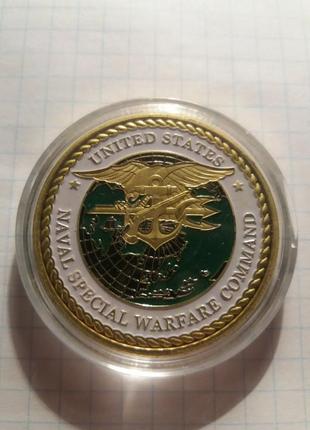 UNITED STATES
NAVAL SPECIAL WARFARE COMMAND